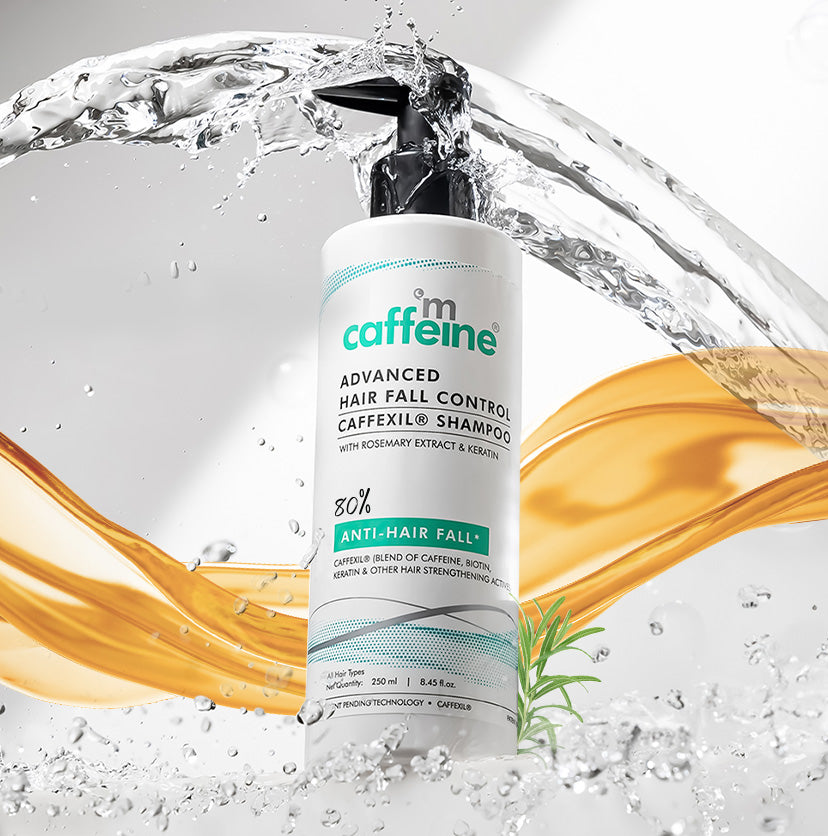 'm
caffeine®
ADVANCED
HAIR FALL CONTROL
CAFFEXIL® SHAMPOO
WITH ROSEMARY EXTRACT & KERATIN
80%
ANTI-HAIR FALL*
CAFFEXIL® (BLEND OF CAFFEINE, BIOTIN,
KERATIN & OTHER HAIR STRENGTHENING ACTIVES
All Hair Types
Net Quantity: 250 ml | 8.45 fl.oz.
PENDING TECHNOLOGY • CAFFEXIL®